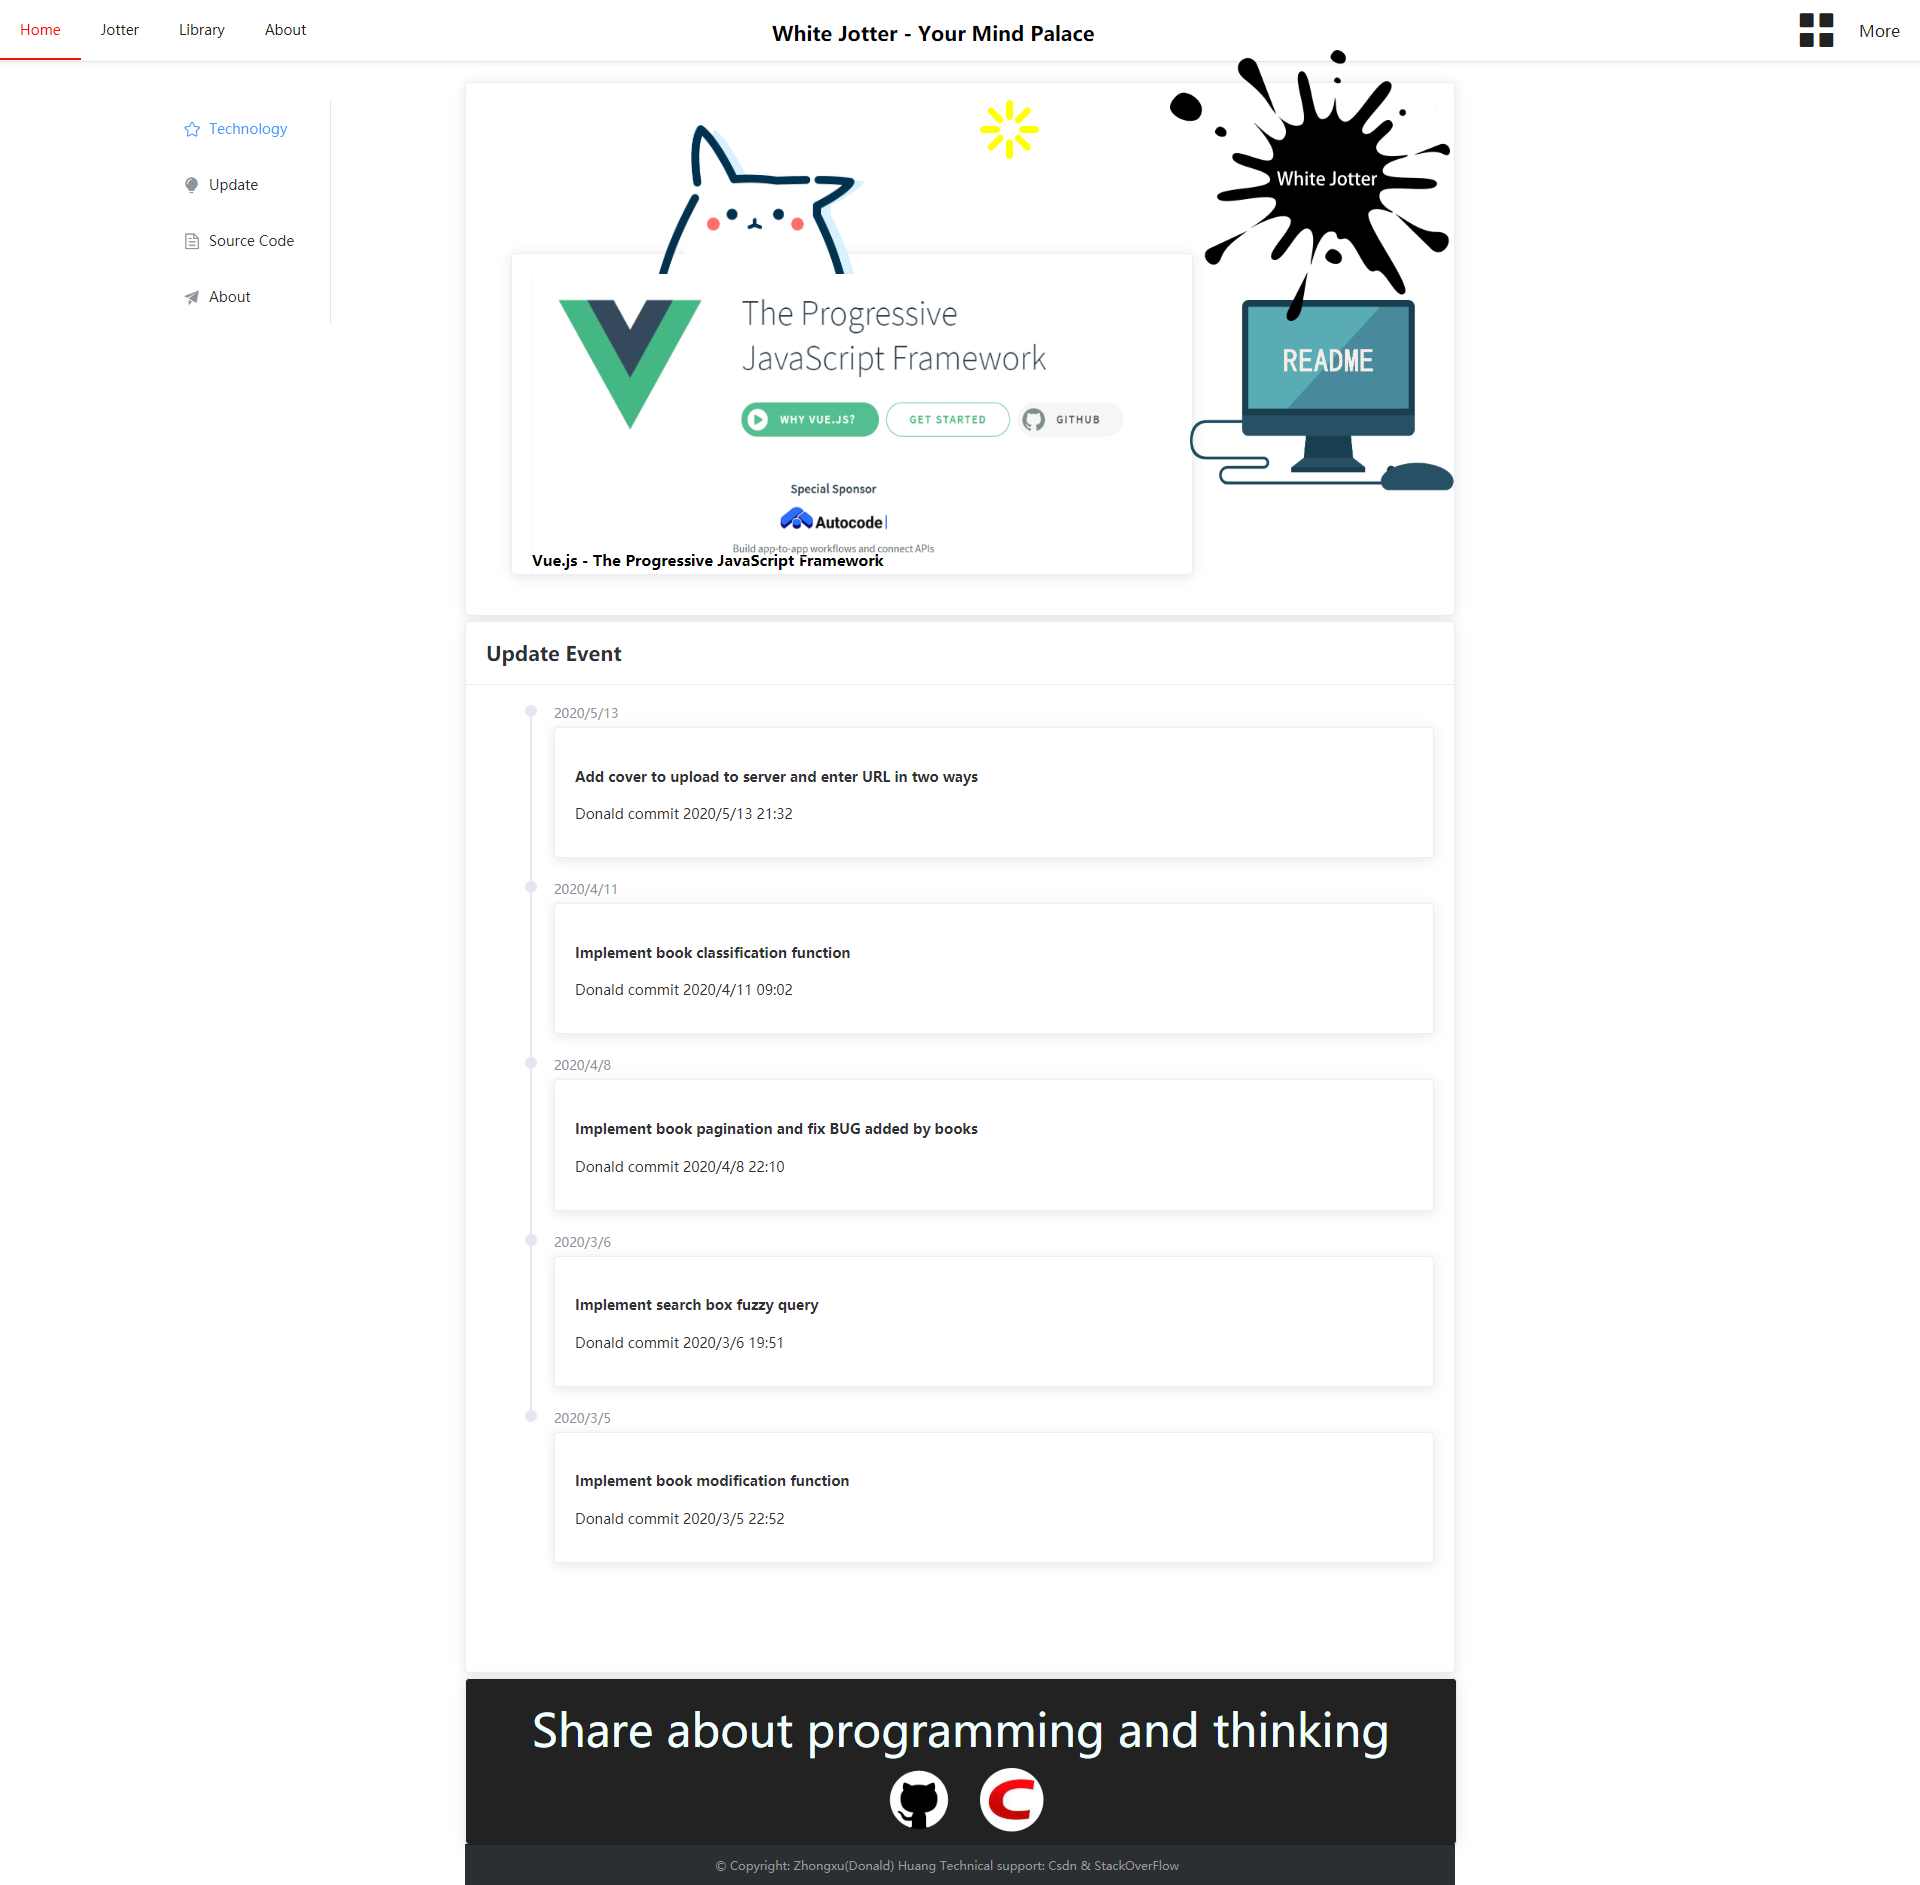 Home Jotter Library About
White Jotter - Your Mind Palace
More
Technology
Update
Source Code
About
White Jotter
README
The Progressive
JavaScript Framework
WHY VUE.JS? GET STARTED GITHUB
Special Sponsor
Autocode
Build app-to-app workflows and connect APIs
Vue.js - The Progressive JavaScript Framework
Update Event
2020/5/13
Add cover to upload to server and enter URL in two ways
Donald commit 2020/5/13 21:32
2020/4/11
Implement book classification function
Donald commit 2020/4/11 09:02
2020/4/8
Implement book pagination and fix BUG added by books
Donald commit 2020/4/8 22:10
2020/3/6
Implement search box fuzzy query
Donald commit 2020/3/6 19:51
2020/3/5
Implement book modification function
Donald commit 2020/3/5 22:52
Share about programming and thinking
C
© Copyright: Zhongxu(Donald) Huang Technical support: Csdn & StackOverFlow